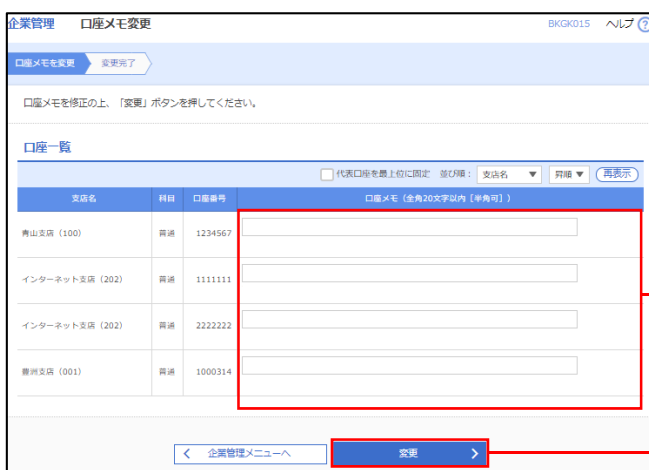 企業管理 口座メモ変更 BKGK015 ヘルプ ?
口座メモを変更 変更完了
口座メモを修正の上、「変更」ボタンを押してください。
口座一覧
代表口座を最上位に固定 並び順： 支店名 ▼ 昇順 ▼ 再表示
支店名 科目 口座番号 口座メモ（全角20文字以内［半角可］）
青山支店（100） 普通 1234567
インターネット支店（202） 普通 1111111
インターネット支店（202） 普通 2222222
豊洲支店（001） 普通 1000314
企業管理メニューへ 変更